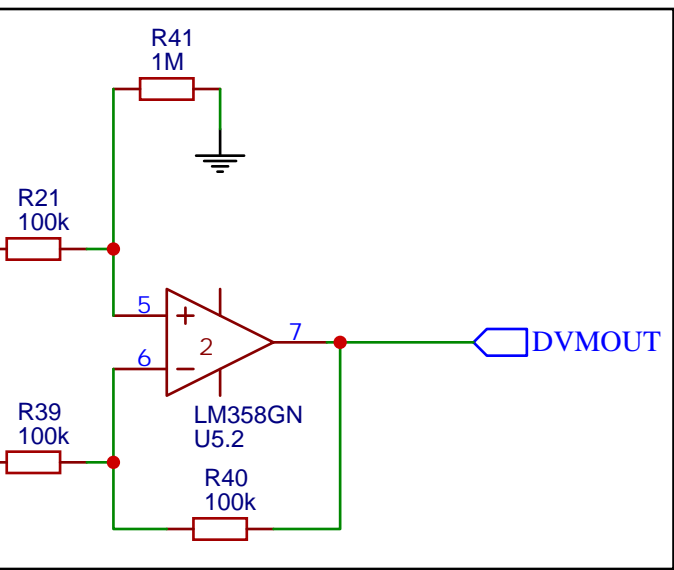 R41
1M
R21
100k
5
+
7
2
6
−
DVMOUT
LM358GN
U5.2
R39
100k
R40
100k